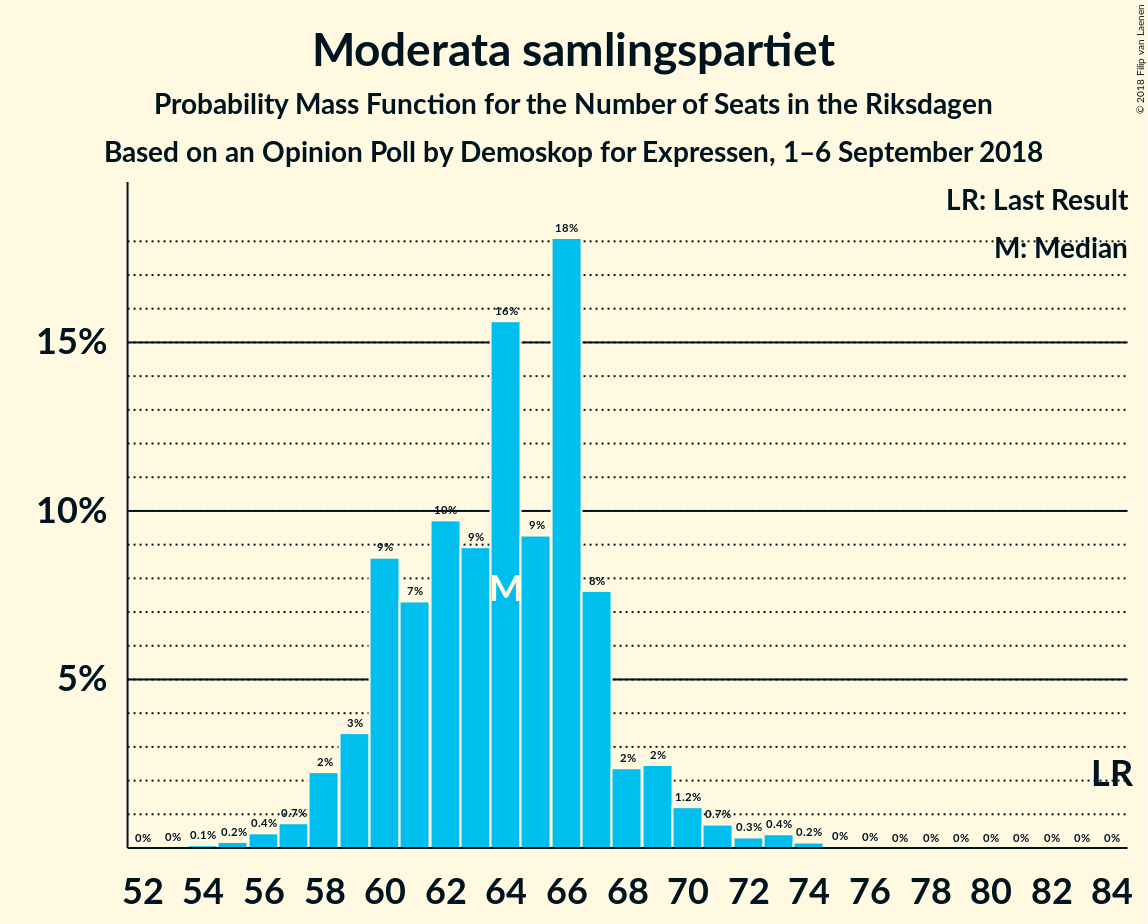 Moderata samlingspartiet
Probability Mass Function for the Number of Seats in the Riksdagen
Based on an Opinion Poll by Demoskop for Expressen, 1–6 September 2018
© 2018 Filip van Laenen
LR: Last Result
M: Median
18%
16%
15%
10%
10%
9%
9%
9%
8%
7%
M
5%
3%
2%
2%
2%
LR
1.2%
0.7%
0.7%
0.4%
0.4%
0.3%
0.2%
0.2%
0.1%
0% 0% 0% 0% 0% 0% 0% 0% 0% 0% 0% 0%
52 54 56 58 60 62 64 66 68 70 72 74 76 78 80 82 84